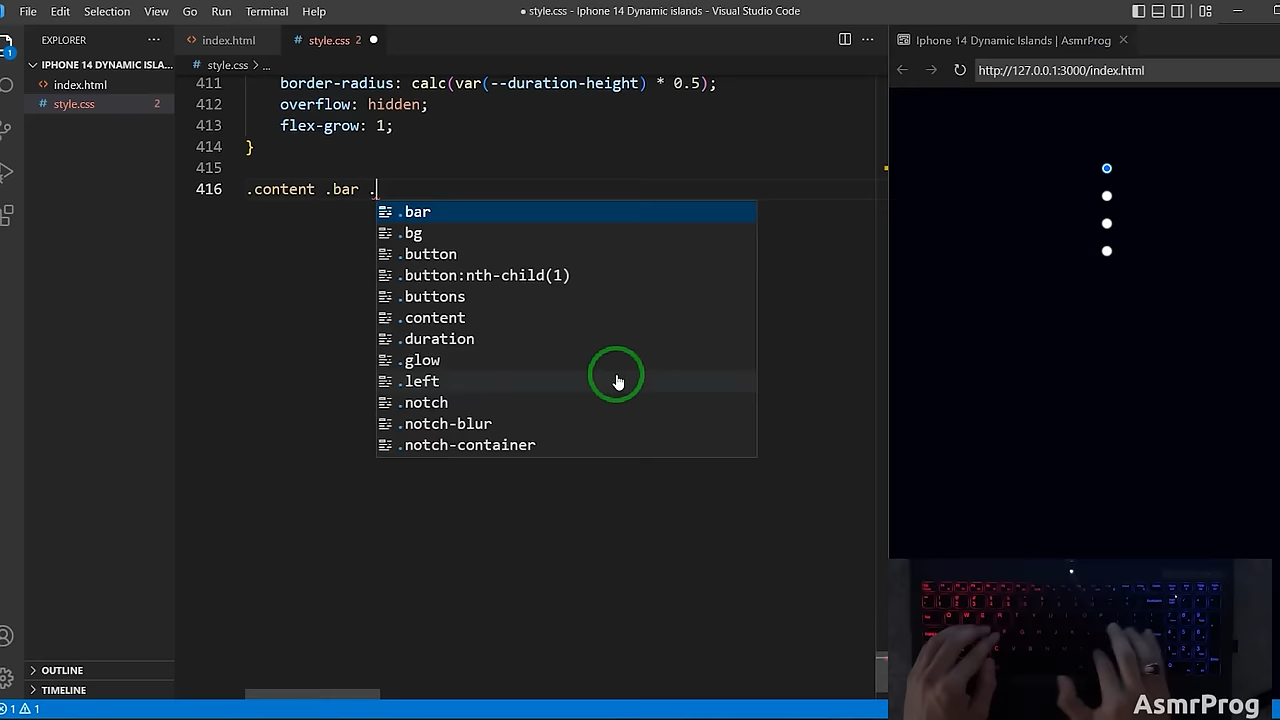 File Edit Selection View Go Run Terminal Help
● style.css - Iphone 14 Dynamic islands - Visual Studio Code
EXPLORER ···
IPHONE 14 DYNAMIC ISLA...
<> index.html
# style.css 2
1
OUTLINE
TIMELINE
<> index.html
# style.css 2 ●
# style.css > ...
411 border-radius: calc(var(--duration-height) * 0.5);
412 overflow: hidden;
413 flex-grow: 1;
414 }
415
416 .content .bar .
.bar
.bg
.button
.button:nth-child(1)
.buttons
.content
.duration
.glow
.left
.notch
.notch-blur
.notch-container
Iphone 14 Dynamic Islands | AsmrProg
http://127.0.0.1:3000/index.html
1 1
AsmrProg